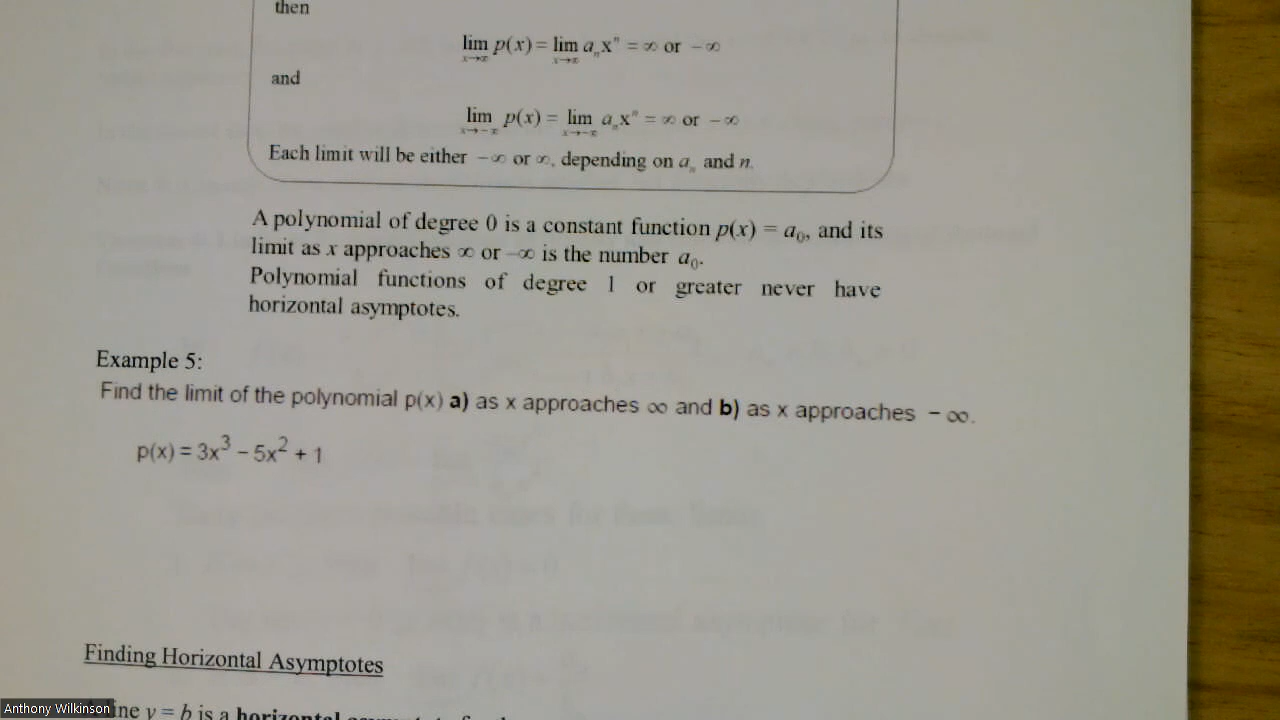 then
lim p(x) = lim aₙxⁿ = ∞ or −∞
x→∞ x→∞
and
lim p(x) = lim aₙxⁿ = ∞ or −∞
x→−∞ x→−∞
Each limit will be either −∞ or ∞, depending on aₙ and n.
A polynomial of degree 0 is a constant function p(x) = a₀, and its
limit as x approaches ∞ or −∞ is the number a₀.
Polynomial functions of degree 1 or greater never have
horizontal asymptotes.
Example 5:
Find the limit of the polynomial p(x) a) as x approaches ∞ and b) as x approaches − ∞.
p(x) = 3x³ − 5x² + 1
Finding Horizontal Asymptotes
line y = b is a horizontal
Anthony Wilkinson